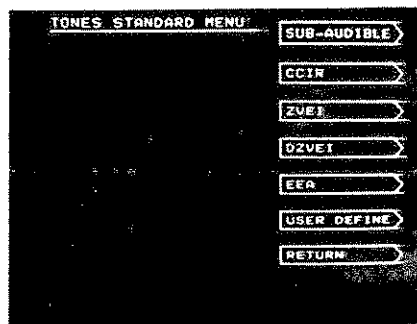 TONES STANDARD MENU
SUB-AUDIBLE
CCIR
ZVEI
DZVEI
EEA
USER DEFINE
RETURN